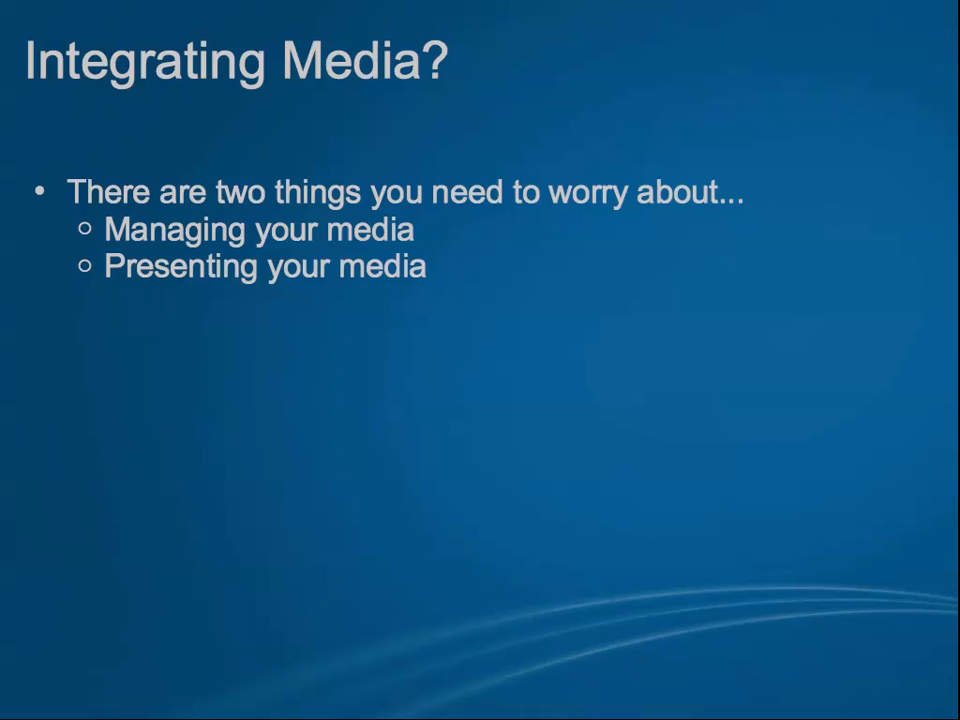 Integrating Media?
• There are two things you need to worry about...
○ Managing your media
○ Presenting your media